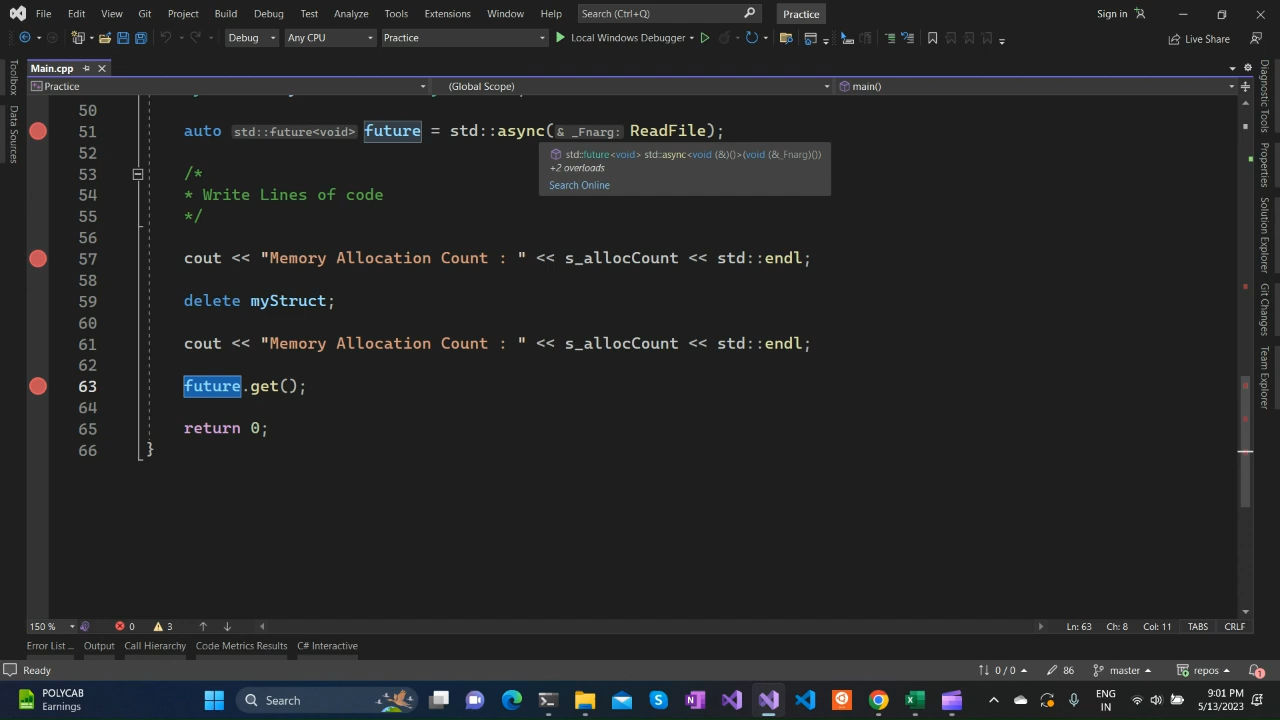 File Edit View Git Project Build Debug Test Analyze Tools Extensions Window Help Search (Ctrl+Q) Practice Sign in
Debug Any CPU Practice Local Windows Debugger Live Share
Main.cpp
Practice (Global Scope) main()
Toolbox
Data Sources
Diagnostic Tools
Properties
Solution Explorer
Git Changes
Team Explorer
50
51 auto std::future<void> future = std::async(& _Fnarg: ReadFile);
52
std::future<void> std::async<void (&)()>(void (&_Fnarg)())
+2 overloads
Search Online
53 /*
54 * Write Lines of code
55 */
56
57 cout << "Memory Allocation Count : " << s_allocCount << std::endl;
58
59 delete myStruct;
60
61 cout << "Memory Allocation Count : " << s_allocCount << std::endl;
62
63 future.get();
64
65 return 0;
66 }
150 % 0 3 Ln: 63 Ch: 8 Col: 11 TABS CRLF
Error List ... Output Call Hierarchy Code Metrics Results C# Interactive
Ready 0 / 0 86 master repos 1
POLYCAB
Earnings
Search
ENG
IN
9:01 PM
5/13/2023